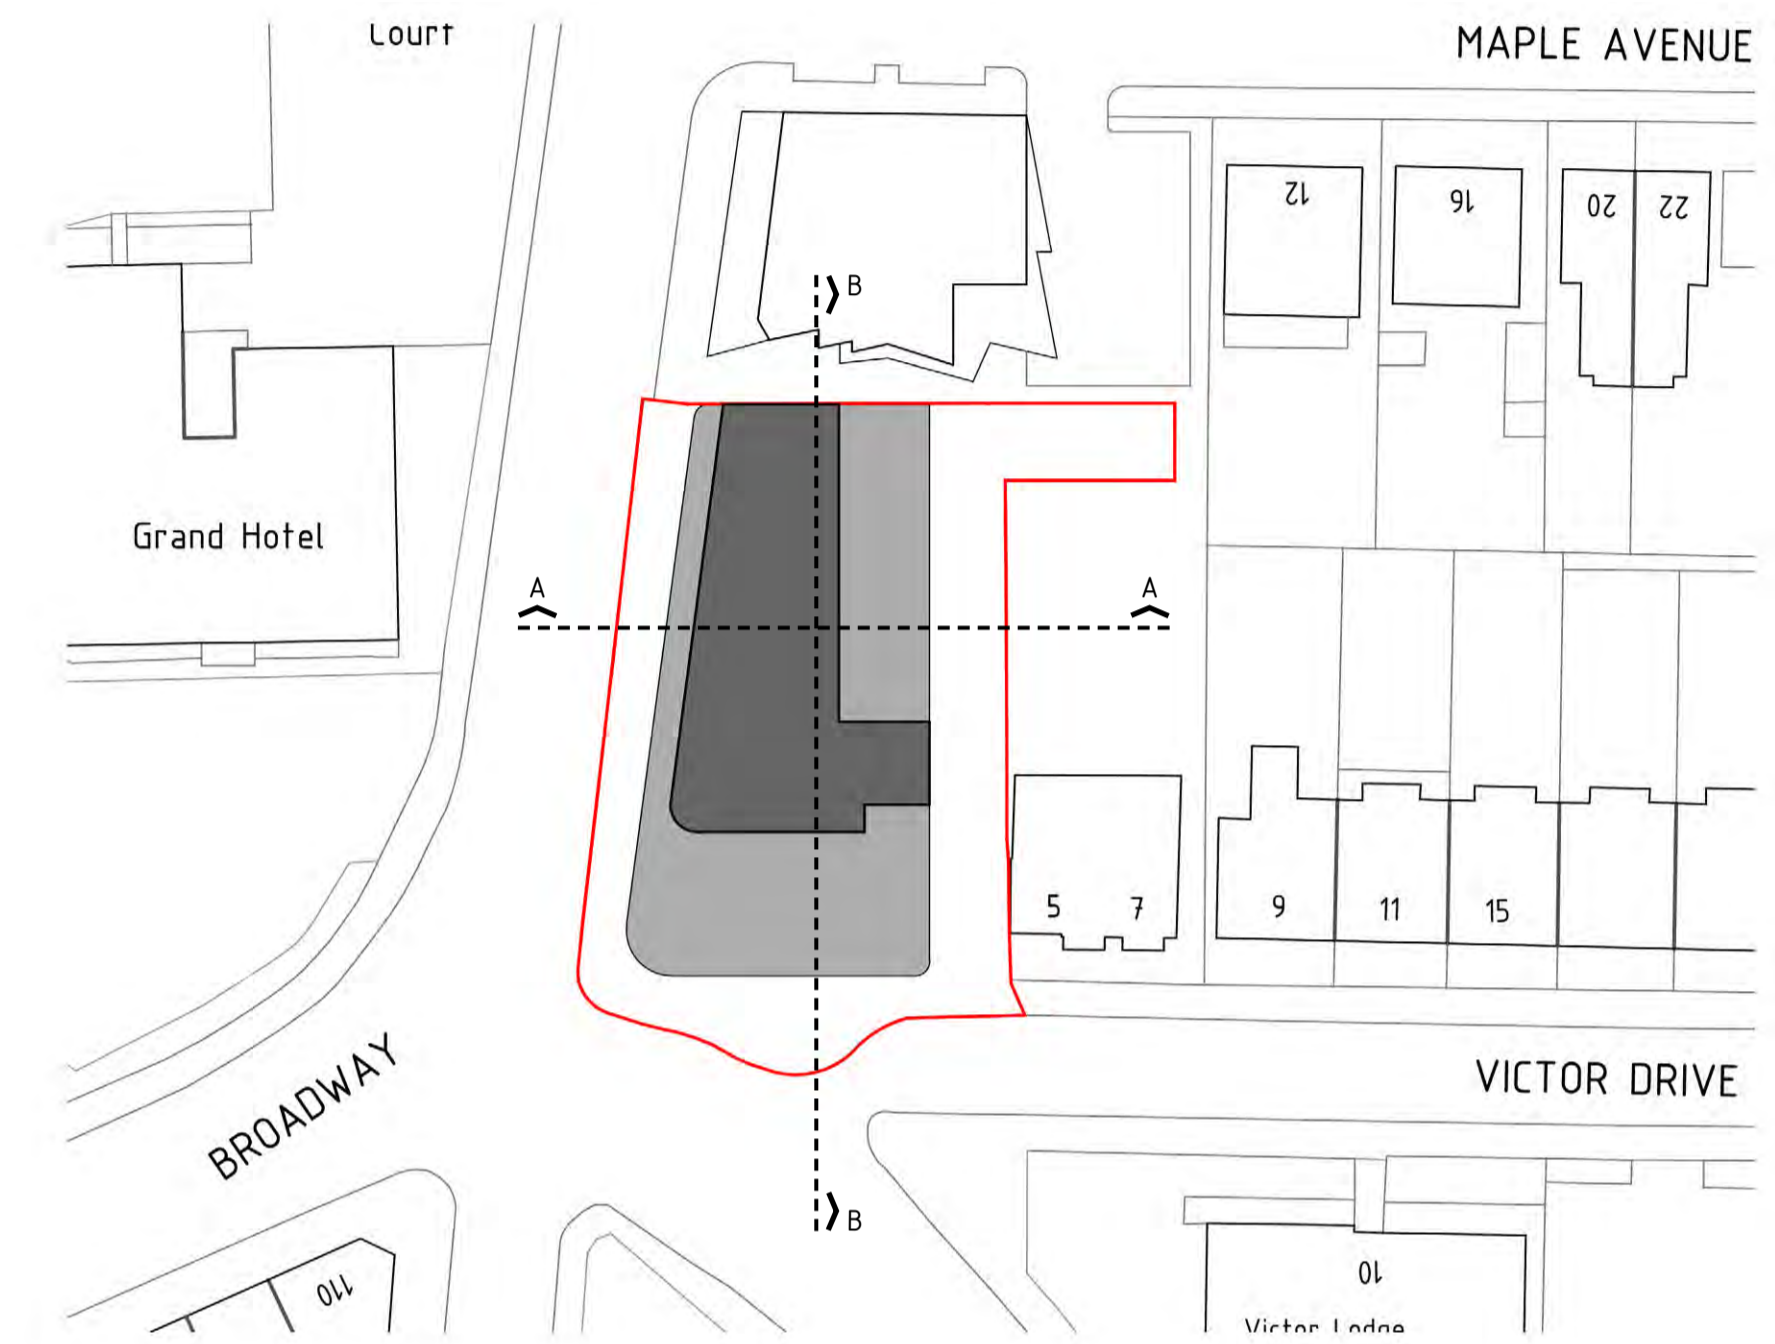 Court
MAPLE AVENUE
12
16
20
22
B
Grand Hotel
A
A
5
7
9
11
15
BROADWAY
VICTOR DRIVE
B
110
10
Victor Lodge